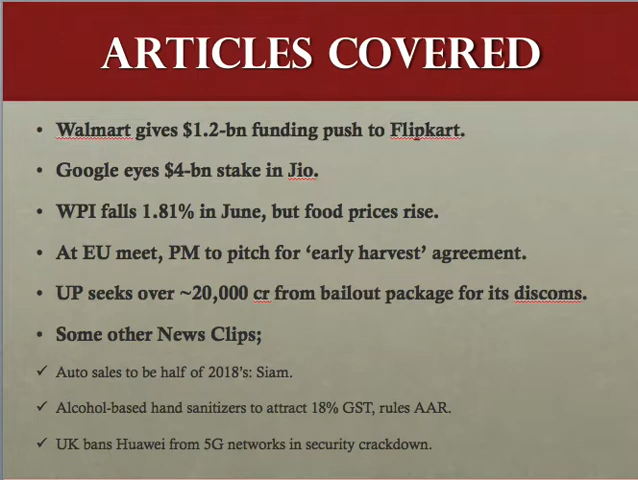 ARTICLES COVERED
• Walmart gives $1.2-bn funding push to Flipkart.
• Google eyes $4-bn stake in Jio.
• WPI falls 1.81% in June, but food prices rise.
• At EU meet, PM to pitch for ‘early harvest’ agreement.
• UP seeks over ~20,000 cr from bailout package for its discoms.
• Some other News Clips;
✓ Auto sales to be half of 2018’s: Siam.
✓ Alcohol-based hand sanitizers to attract 18% GST, rules AAR.
✓ UK bans Huawei from 5G networks in security crackdown.